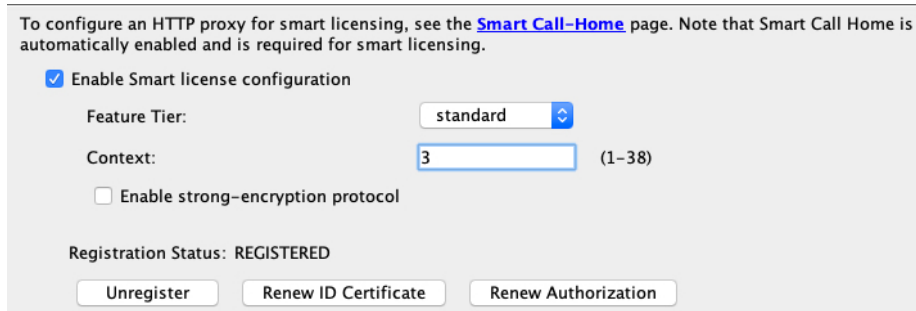 To configure an HTTP proxy for smart licensing, see the Smart Call-Home page. Note that Smart Call Home is
automatically enabled and is required for smart licensing.
Enable Smart license configuration
Feature Tier: standard
Context: 3 (1-38)
Enable strong-encryption protocol
Registration Status: REGISTERED
Unregister Renew ID Certificate Renew Authorization